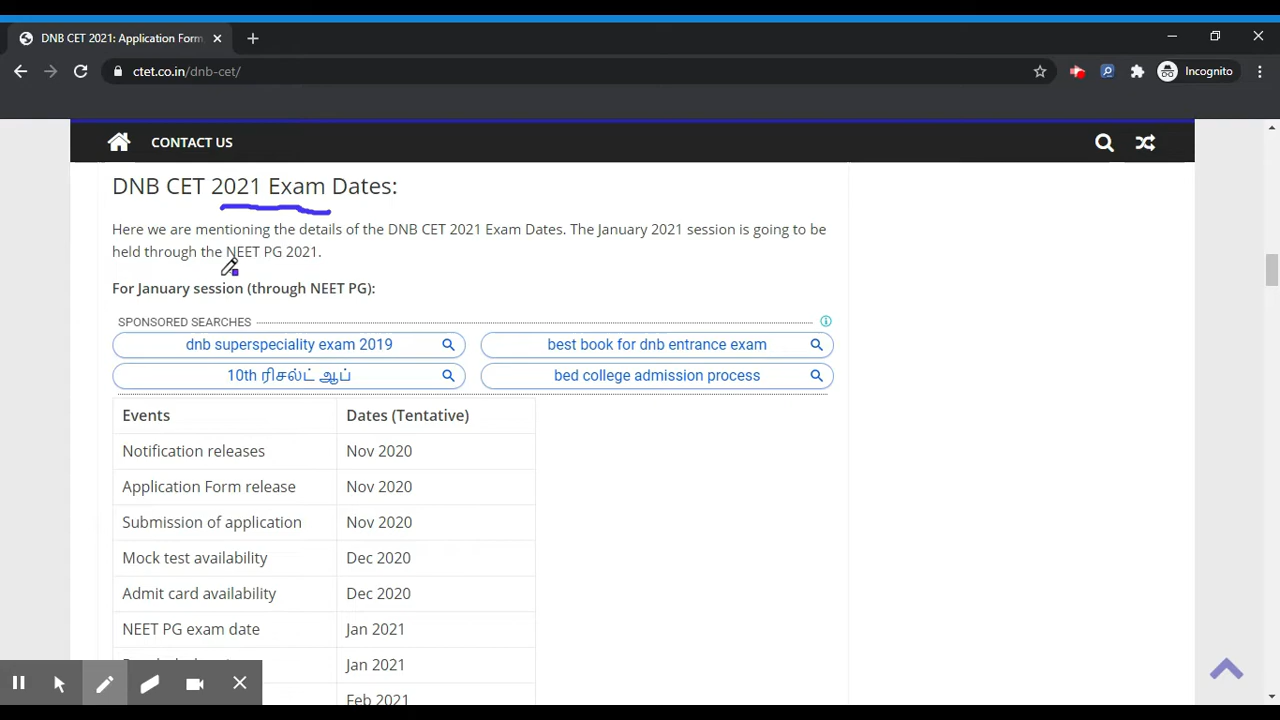 DNB CET 2021: Application Form,
ctet.co.in/dnb-cet/
Incognito
CONTACT US
DNB CET 2021 Exam Dates:
Here we are mentioning the details of the DNB CET 2021 Exam Dates. The January 2021 session is going to be
held through the NEET PG 2021.
For January session (through NEET PG):
SPONSORED SEARCHES
dnb superspeciality exam 2019
best book for dnb entrance exam
10th ரிசல்ட் ஆப்
bed college admission process
Events Dates (Tentative)
Notification releases Nov 2020
Application Form release Nov 2020
Submission of application Nov 2020
Mock test availability Dec 2020
Admit card availability Dec 2020
NEET PG exam date Jan 2021
Jan 2021
Feb 2021